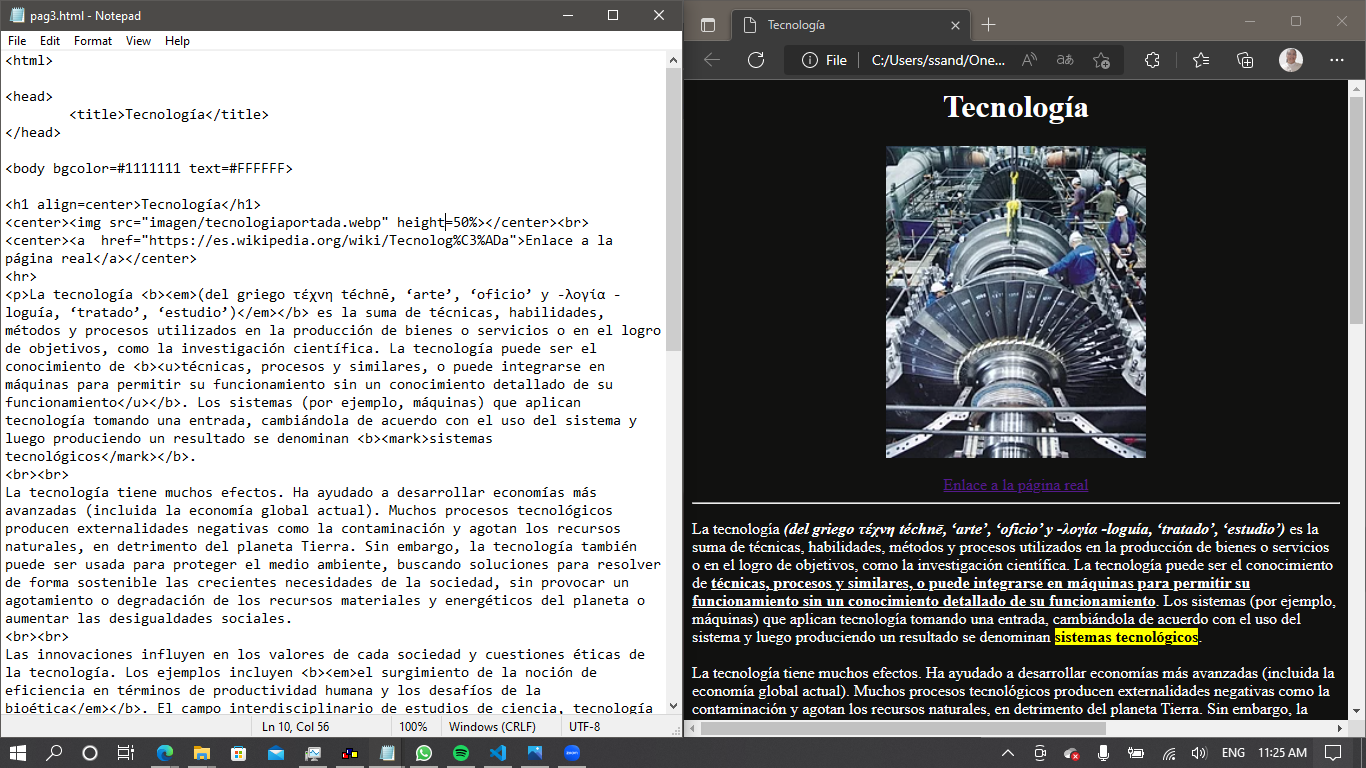 pag3.html - Notepad
File Edit Format View Help
<html>
<head>
<title>Tecnología</title>
</head>
<body bgcolor=#1111111 text=#FFFFFF>
<h1 align=center>Tecnología</h1>
<center><img src="imagen/tecnologiaportada.webp" height=50%></center><br>
<center><a  href="https://es.wikipedia.org/wiki/Tecnolog%C3%ADa">Enlace a la
página real</a></center>
<hr>
<p>La tecnología <b><em>(del griego τέχνη téchnē, ‘arte’, ‘oficio’ y -λογία -
loguía, ‘tratado’, ‘estudio’)</em></b> es la suma de técnicas, habilidades,
métodos y procesos utilizados en la producción de bienes o servicios o en el logro
de objetivos, como la investigación científica. La tecnología puede ser el
conocimiento de <b><u>técnicas, procesos y similares, o puede integrarse en
máquinas para permitir su funcionamiento sin un conocimiento detallado de su
funcionamiento</u></b>. Los sistemas (por ejemplo, máquinas) que aplican
tecnología tomando una entrada, cambiándola de acuerdo con el uso del sistema y
luego produciendo un resultado se denominan <b><mark>sistemas
tecnológicos</mark></b>.
<br><br>
La tecnología tiene muchos efectos. Ha ayudado a desarrollar economías más
avanzadas (incluida la economía global actual). Muchos procesos tecnológicos
producen externalidades negativas como la contaminación y agotan los recursos
naturales, en detrimento del planeta Tierra. Sin embargo, la tecnología también
puede ser usada para proteger el medio ambiente, buscando soluciones para resolver
de forma sostenible las crecientes necesidades de la sociedad, sin provocar un
agotamiento o degradación de los recursos materiales y energéticos del planeta o
aumentar las desigualdades sociales.
<br><br>
Las innovaciones influyen en los valores de cada sociedad y cuestiones éticas de
la tecnología. Los ejemplos incluyen <b><em>el surgimiento de la noción de
eficiencia en términos de productividad humana y los desafíos de la
bioética</em></b>. El campo interdisciplinario de estudios de ciencia, tecnología
Ln 10, Col 56 100% Windows (CRLF) UTF-8
Tecnología
File C:/Users/ssand/One...
Tecnología
Enlace a la página real
La tecnología (del griego τέχνη téchnē, ‘arte’, ‘oficio’ y -λογία -loguía, ‘tratado’, ‘estudio’) es la
suma de técnicas, habilidades, métodos y procesos utilizados en la producción de bienes o servicios
o en el logro de objetivos, como la investigación científica. La tecnología puede ser el conocimiento
de técnicas, procesos y similares, o puede integrarse en máquinas para permitir su
funcionamiento sin un conocimiento detallado de su funcionamiento. Los sistemas (por ejemplo,
máquinas) que aplican tecnología tomando una entrada, cambiándola de acuerdo con el uso del
sistema y luego produciendo un resultado se denominan sistemas tecnológicos.
La tecnología tiene muchos efectos. Ha ayudado a desarrollar economías más avanzadas (incluida la
economía global actual). Muchos procesos tecnológicos producen externalidades negativas como la
contaminación y agotan los recursos naturales, en detrimento del planeta Tierra. Sin embargo, la
ENG 11:25 AM